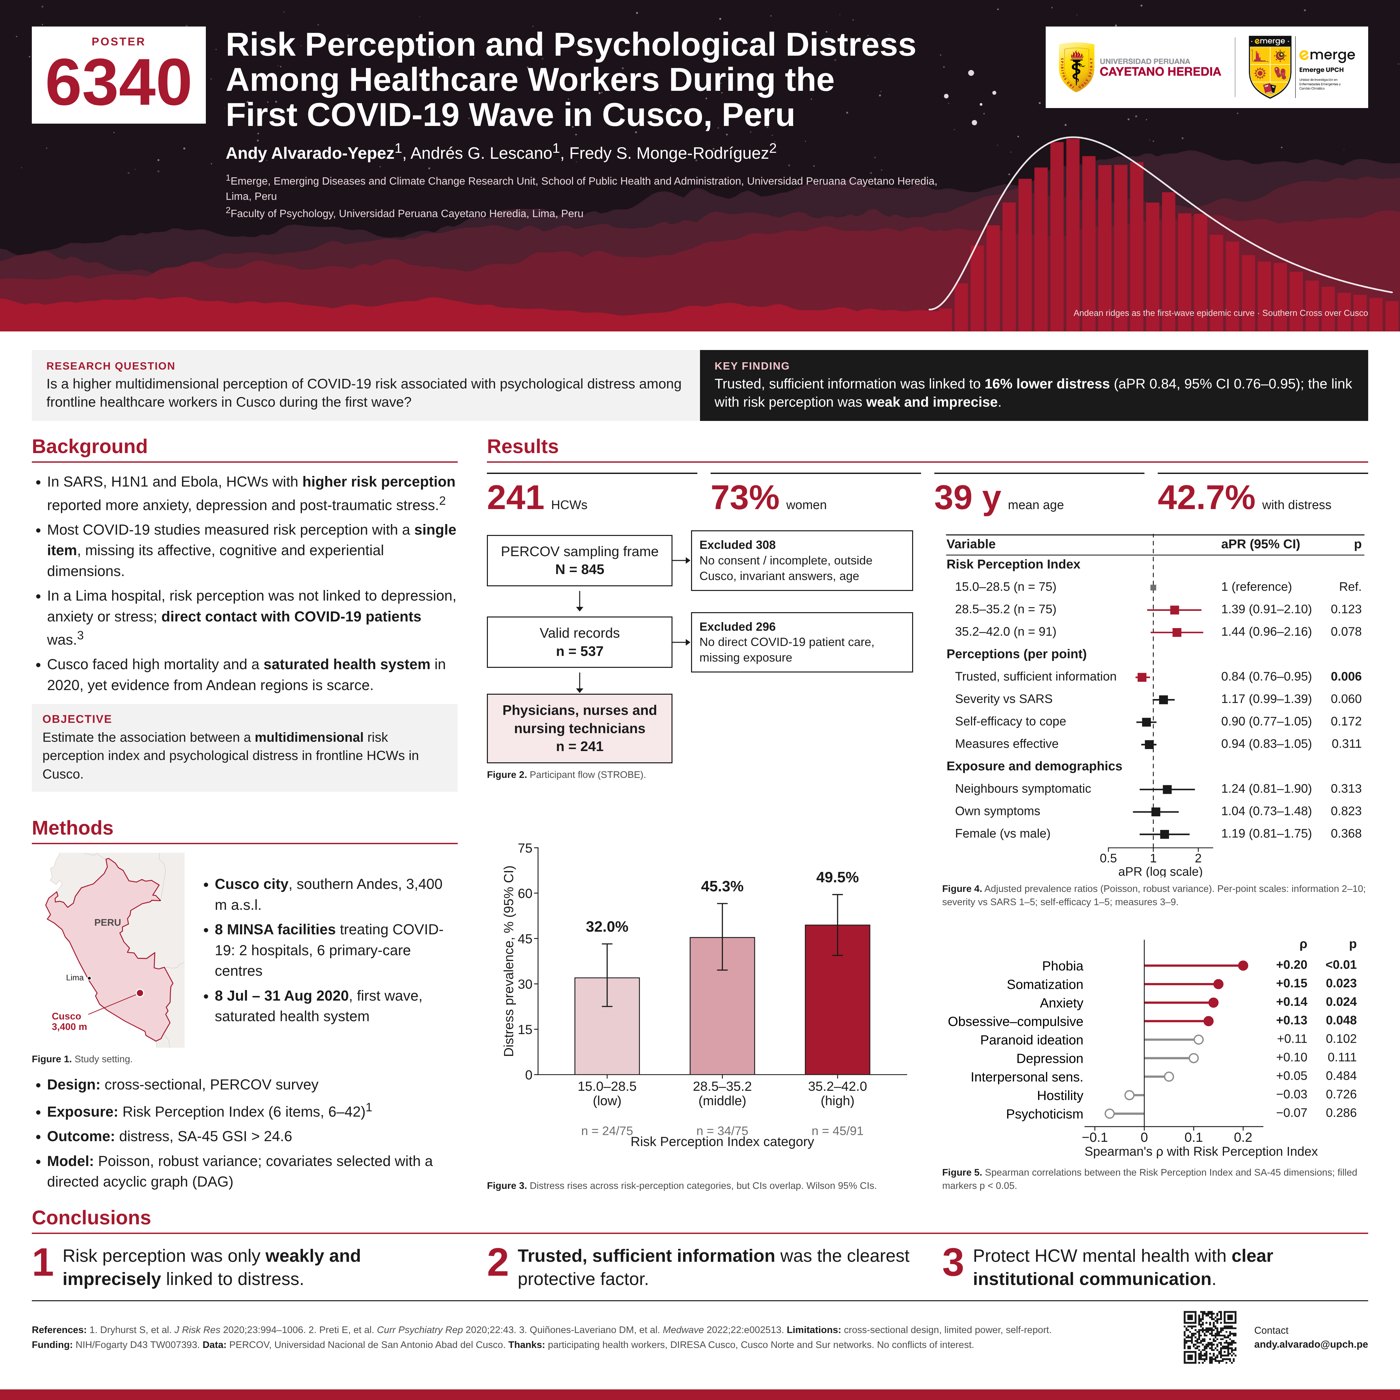 POSTER
6340
Risk Perception and Psychological Distress
Among Healthcare Workers During the
First COVID-19 Wave in Cusco, Peru
Andy Alvarado-Yepez1, Andrés G. Lescano1, Fredy S. Monge-Rodríguez2
1Emerge, Emerging Diseases and Climate Change Research Unit, School of Public Health and Administration, Universidad Peruana Cayetano Heredia,
Lima, Peru
2Faculty of Psychology, Universidad Peruana Cayetano Heredia, Lima, Peru
UNIVERSIDAD PERUANA
CAYETANO HEREDIA
emerge
emerge
Emerge UPCH
Andean ridges as the first-wave epidemic curve · Southern Cross over Cusco
RESEARCH QUESTION
Is a higher multidimensional perception of COVID-19 risk associated with psychological distress among
frontline healthcare workers in Cusco during the first wave?
KEY FINDING
Trusted, sufficient information was linked to 16% lower distress (aPR 0.84, 95% CI 0.76–0.95); the link
with risk perception was weak and imprecise.
Background
• In SARS, H1N1 and Ebola, HCWs with higher risk perception
reported more anxiety, depression and post-traumatic stress.2
• Most COVID-19 studies measured risk perception with a single
item, missing its affective, cognitive and experiential
dimensions.
• In a Lima hospital, risk perception was not linked to depression,
anxiety or stress; direct contact with COVID-19 patients
was.3
• Cusco faced high mortality and a saturated health system in
2020, yet evidence from Andean regions is scarce.
OBJECTIVE
Estimate the association between a multidimensional risk
perception index and psychological distress in frontline HCWs in
Cusco.
Methods
PERU
Lima
Cusco
3,400 m
Figure 1. Study setting.
• Cusco city, southern Andes, 3,400
m a.s.l.
• 8 MINSA facilities treating COVID-
19: 2 hospitals, 6 primary-care
centres
• 8 Jul – 31 Aug 2020, first wave,
saturated health system
• Design: cross-sectional, PERCOV survey
• Exposure: Risk Perception Index (6 items, 6–42)1
• Outcome: distress, SA-45 GSI > 24.6
• Model: Poisson, robust variance; covariates selected with a
directed acyclic graph (DAG)
Results
241 HCWs
73% women
39 y mean age
42.7% with distress
PERCOV sampling frame
N = 845
Excluded 308
No consent / incomplete, outside
Cusco, invariant answers, age
Valid records
n = 537
Excluded 296
No direct COVID-19 patient care,
missing exposure
Physicians, nurses and
nursing technicians
n = 241
Figure 2. Participant flow (STROBE).
Distress prevalence, % (95% CI)
75
60
45
30
15
0
32.0%
45.3%
49.5%
15.0–28.5 28.5–35.2 35.2–42.0
(low) (middle) (high)
n = 24/75 n = 34/75 n = 45/91
Risk Perception Index category
Figure 3. Distress rises across risk-perception categories, but CIs overlap. Wilson 95% CIs.
Variable aPR (95% CI) p
Risk Perception Index
15.0–28.5 (n = 75) 1 (reference) Ref.
28.5–35.2 (n = 75) 1.39 (0.91–2.10) 0.123
35.2–42.0 (n = 91) 1.44 (0.96–2.16) 0.078
Perceptions (per point)
Trusted, sufficient information 0.84 (0.76–0.95) 0.006
Severity vs SARS 1.17 (0.99–1.39) 0.060
Self-efficacy to cope 0.90 (0.77–1.05) 0.172
Measures effective 0.94 (0.83–1.05) 0.311
Exposure and demographics
Neighbours symptomatic 1.24 (0.81–1.90) 0.313
Own symptoms 1.04 (0.73–1.48) 0.823
Female (vs male) 1.19 (0.81–1.75) 0.368
0.5 1 2
aPR (log scale)
Figure 4. Adjusted prevalence ratios (Poisson, robust variance). Per-point scales: information 2–10;
severity vs SARS 1–5; self-efficacy 1–5; measures 3–9.
ρ p
Phobia +0.20 <0.01
Somatization +0.15 0.023
Anxiety +0.14 0.024
Obsessive–compulsive +0.13 0.048
Paranoid ideation +0.11 0.102
Depression +0.10 0.111
Interpersonal sens. +0.05 0.484
Hostility −0.03 0.726
Psychoticism −0.07 0.286
−0.1 0 0.1 0.2
Spearman's ρ with Risk Perception Index
Figure 5. Spearman correlations between the Risk Perception Index and SA-45 dimensions; filled
markers p < 0.05.
Conclusions
1 Risk perception was only weakly and
imprecisely linked to distress.
2 Trusted, sufficient information was the clearest
protective factor.
3 Protect HCW mental health with clear
institutional communication.
References: 1. Dryhurst S, et al. J Risk Res 2020;23:994–1006. 2. Preti E, et al. Curr Psychiatry Rep 2020;22:43. 3. Quiñones-Laveriano DM, et al. Medwave 2022;22:e002513. Limitations: cross-sectional design, limited power, self-report.
Funding: NIH/Fogarty D43 TW007393. Data: PERCOV, Universidad Nacional de San Antonio Abad del Cusco. Thanks: participating health workers, DIRESA Cusco, Cusco Norte and Sur networks. No conflicts of interest.
Contact
andy.alvarado@upch.pe